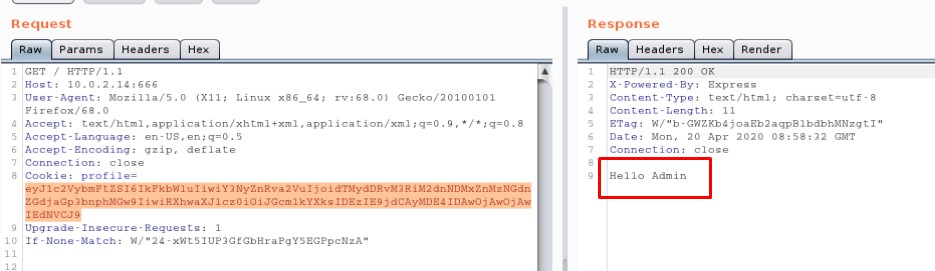 Request
Raw Params Headers Hex
1 GET / HTTP/1.1
2 Host: 10.0.2.14:666
3 User-Agent: Mozilla/5.0 (X11; Linux x86_64; rv:68.0) Gecko/20100101
Firefox/68.0
4 Accept: text/html,application/xhtml+xml,application/xml;q=0.9,*/*;q=0.8
5 Accept-Language: en-US,en;q=0.5
6 Accept-Encoding: gzip, deflate
7 Connection: close
8 Cookie: profile=
eyJ1c2VybmFtZSI6IkFkbWluIiwiY3NyZnRva2VuIjoidTMydDRvM3RiM2dnNDMxZnMzNGdn
ZGdjaGp3bnphMGw9IiwiRXhwaXJlcz0iOiJGcmlkYXksIDEzIE9jdCAyMDE4IDAwOjAwOjAw
IEdNVCJ9
9 Upgrade-Insecure-Requests: 1
10 If-None-Match: W/"24-xWt5IUP3GfGbHraPgY5EGPpcNzA"
11
12
Response
Raw Headers Hex Render
1 HTTP/1.1 200 OK
2 X-Powered-By: Express
3 Content-Type: text/html; charset=utf-8
4 Content-Length: 11
5 ETag: W/"b-GWZKb4joaEb2aqpBlbdbhMNzgtI"
6 Date: Mon, 20 Apr 2020 08:58:32 GMT
7 Connection: close
8
9 Hello Admin